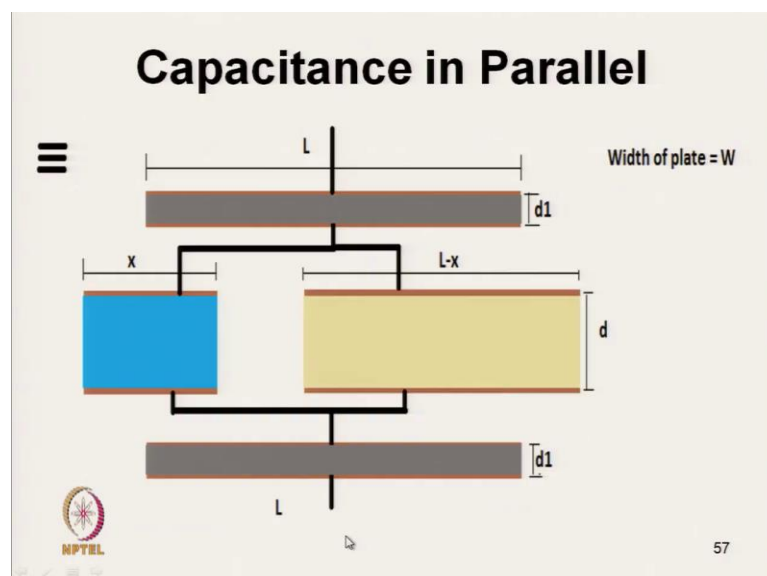 Capacitance in Parallel
L
Width of plate = W
d1
x
L-x
d
d1
L
NPTEL
57